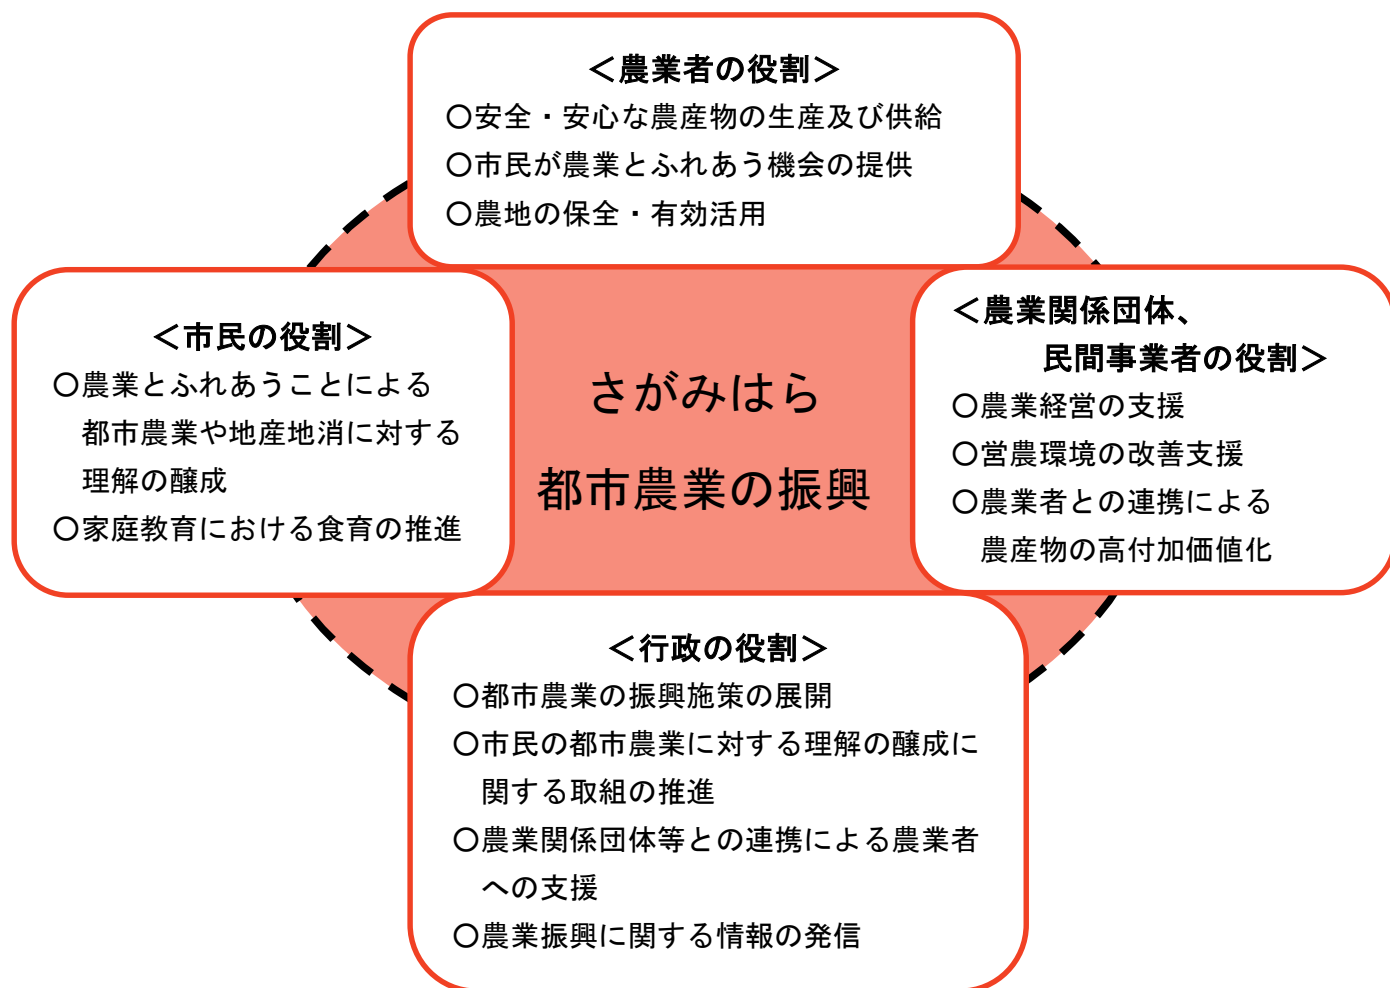 ＜農業者の役割＞
〇安全・安心な農産物の生産及び供給
〇市民が農業とふれあう機会の提供
〇農地の保全・有効活用
＜市民の役割＞
〇農業とふれあうことによる
都市農業や地産地消に対する
理解の醸成
〇家庭教育における食育の推進
さがみはら
都市農業の振興
＜農業関係団体、
民間事業者の役割＞
〇農業経営の支援
〇営農環境の改善支援
〇農業者との連携による
農産物の高付加価値化
＜行政の役割＞
〇都市農業の振興施策の展開
〇市民の都市農業に対する理解の醸成に
関する取組の推進
〇農業関係団体等との連携による農業者
への支援
〇農業振興に関する情報の発信